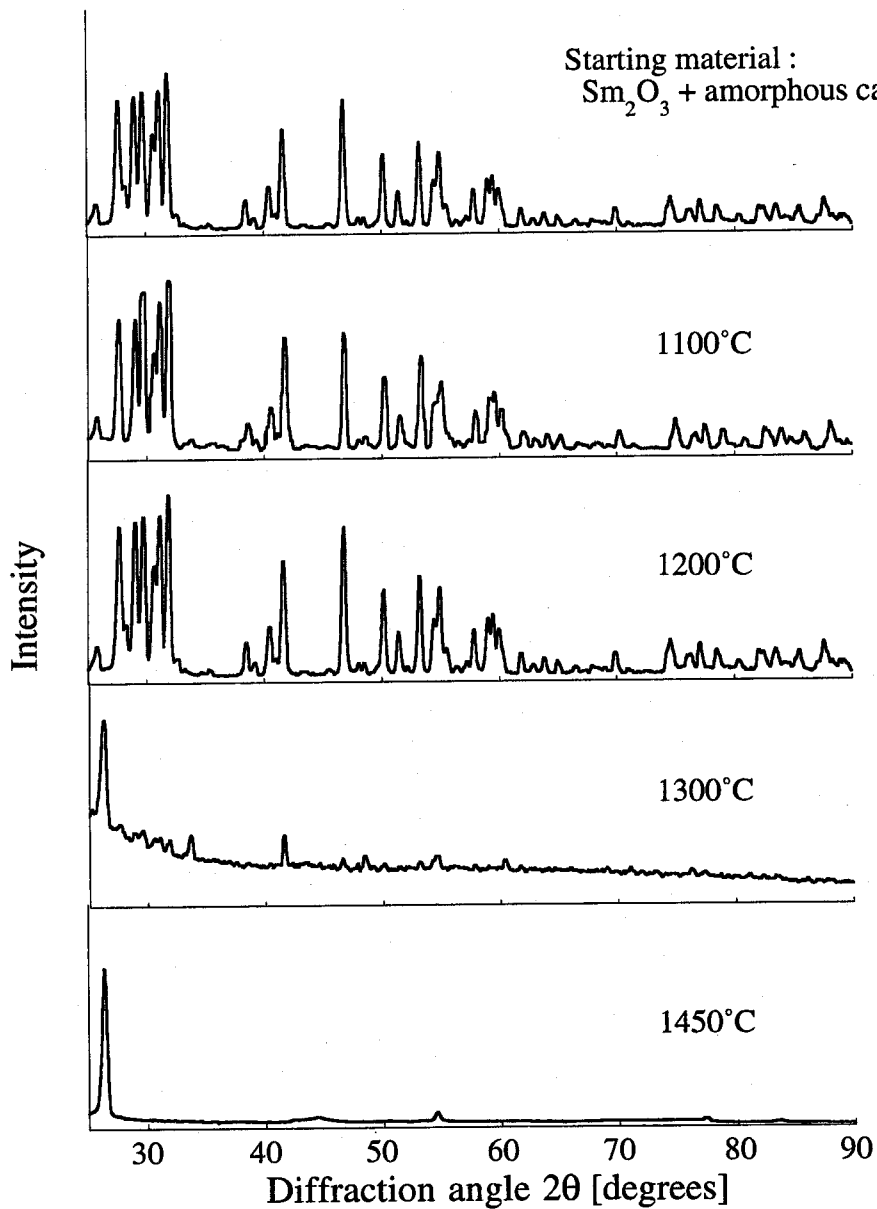 Starting material :
Sm₂O₃ + amorphous
1100°C
1200°C
Intensity
1300°C
1450°C
30 40 50 60 70 80 90
Diffraction angle 2θ [degrees]